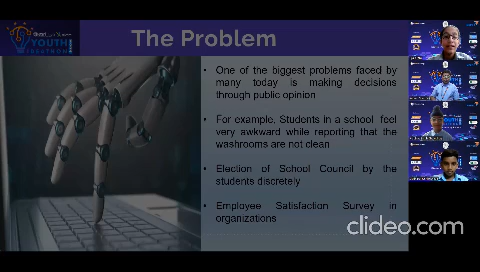 YOUTH
IDEATHON
The Problem
• One of the biggest problems faced by
many today is making decisions
through public opinion
• For example, Students in a school feel
very awkward while reporting that the
washrooms are not clean
• Election of School Council by the
students discretely
• Employee Satisfaction Survey in
organizations
clideo.com